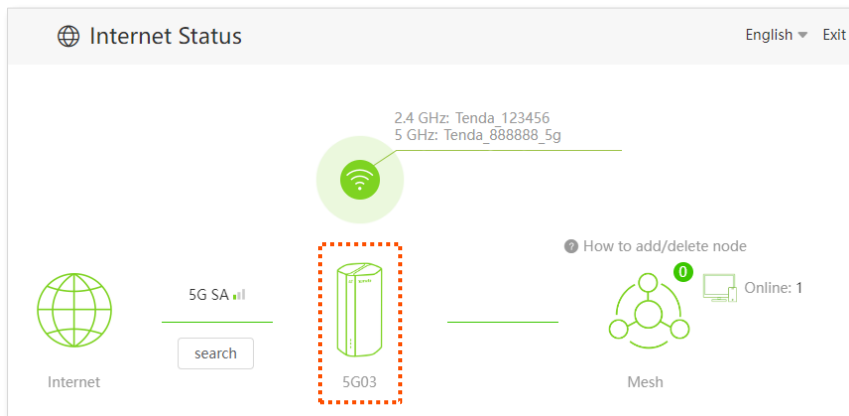 Internet Status
English
Exit
2.4 GHz: Tenda_123456
5 GHz: Tenda_888888_5g
How to add/delete node
0
5G SA
Online: 1
search
Internet
5G03
Mesh